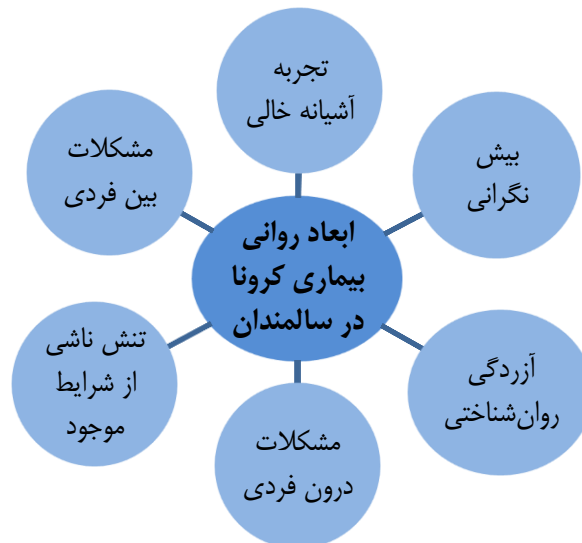 تجربه
آشیانه خالی
بیش
نگرانی
آزردگی
روان‌شناختی
مشکلات
درون فردی
تنش ناشی
از شرایط
موجود
مشکلات
بین فردی
ابعاد روانی
بیماری کرونا
در سالمندان